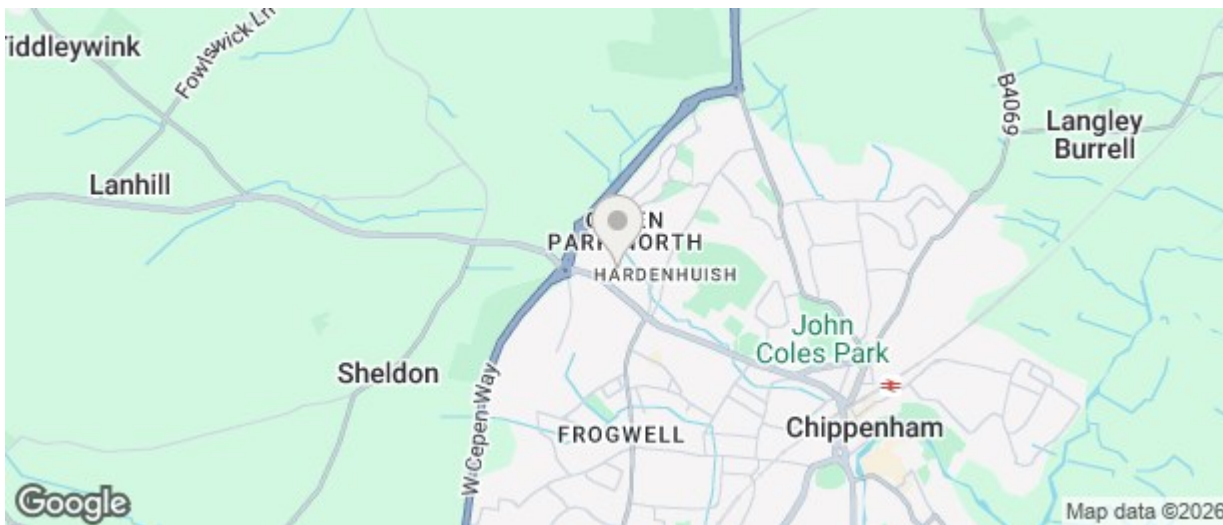 Fowlswick Ln
Lanhill
B4069
Langley
Burrell
PARK NORTH
HARDENHUISH
John
Coles Park
Sheldon
W Cepen Way
FROGWELL
Chippenham
Google
Map data ©2026